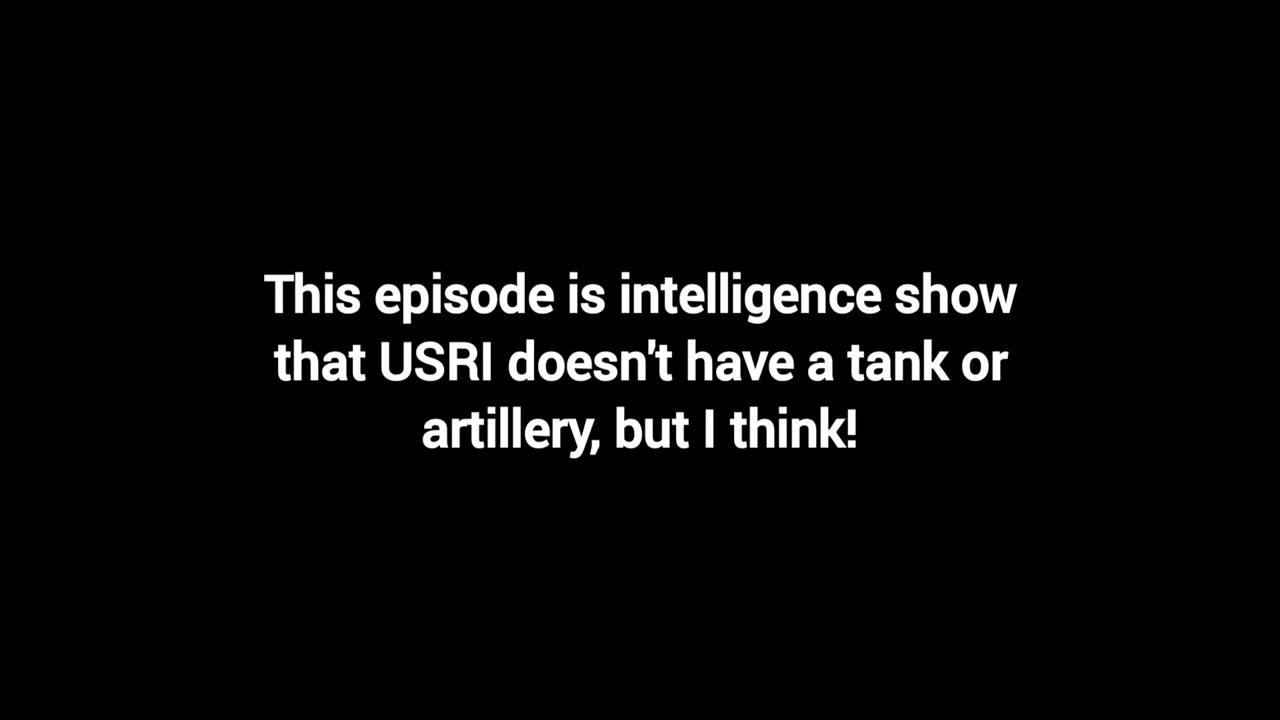 This episode is intelligence show
that USRI doesn't have a tank or
artillery, but I think!